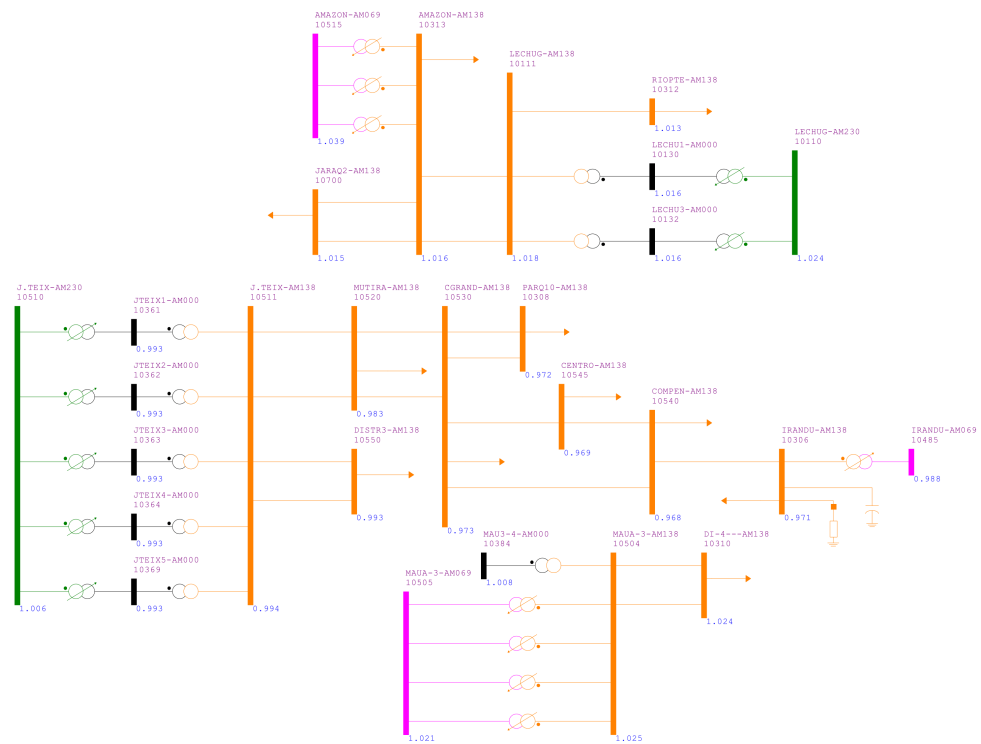 AMAZON-AM069
10515
1.039
AMAZON-AM138
10313
1.016
LECHUG-AM138
10111
1.018
RIOPTE-AM138
10312
1.013
LECHU1-AM000
10130
1.016
LECHUG-AM230
10110
1.024
JARAQ2-AM138
10700
1.015
LECHU3-AM000
10132
1.016
J.TEIX-AM230
10510
1.006
JTEIX1-AM000
10361
0.993
JTEIX2-AM000
10362
0.993
JTEIX3-AM000
10363
0.993
JTEIX4-AM000
10364
0.993
JTEIX5-AM000
10369
0.993
J.TEIX-AM138
10511
0.994
MUTIRA-AM138
10520
0.983
DISTR3-AM138
10550
0.993
CGRAND-AM138
10530
0.973
PARQ10-AM138
10308
0.972
CENTRO-AM138
10545
0.969
COMPEN-AM138
10540
0.968
IRANDU-AM138
10306
0.971
IRANDU-AM069
10485
0.988
MAU3-4-AM000
10384
1.008
MAUA-3-AM138
10504
1.025
DI-4---AM138
10310
1.024
MAUA-3-AM069
10505
1.021